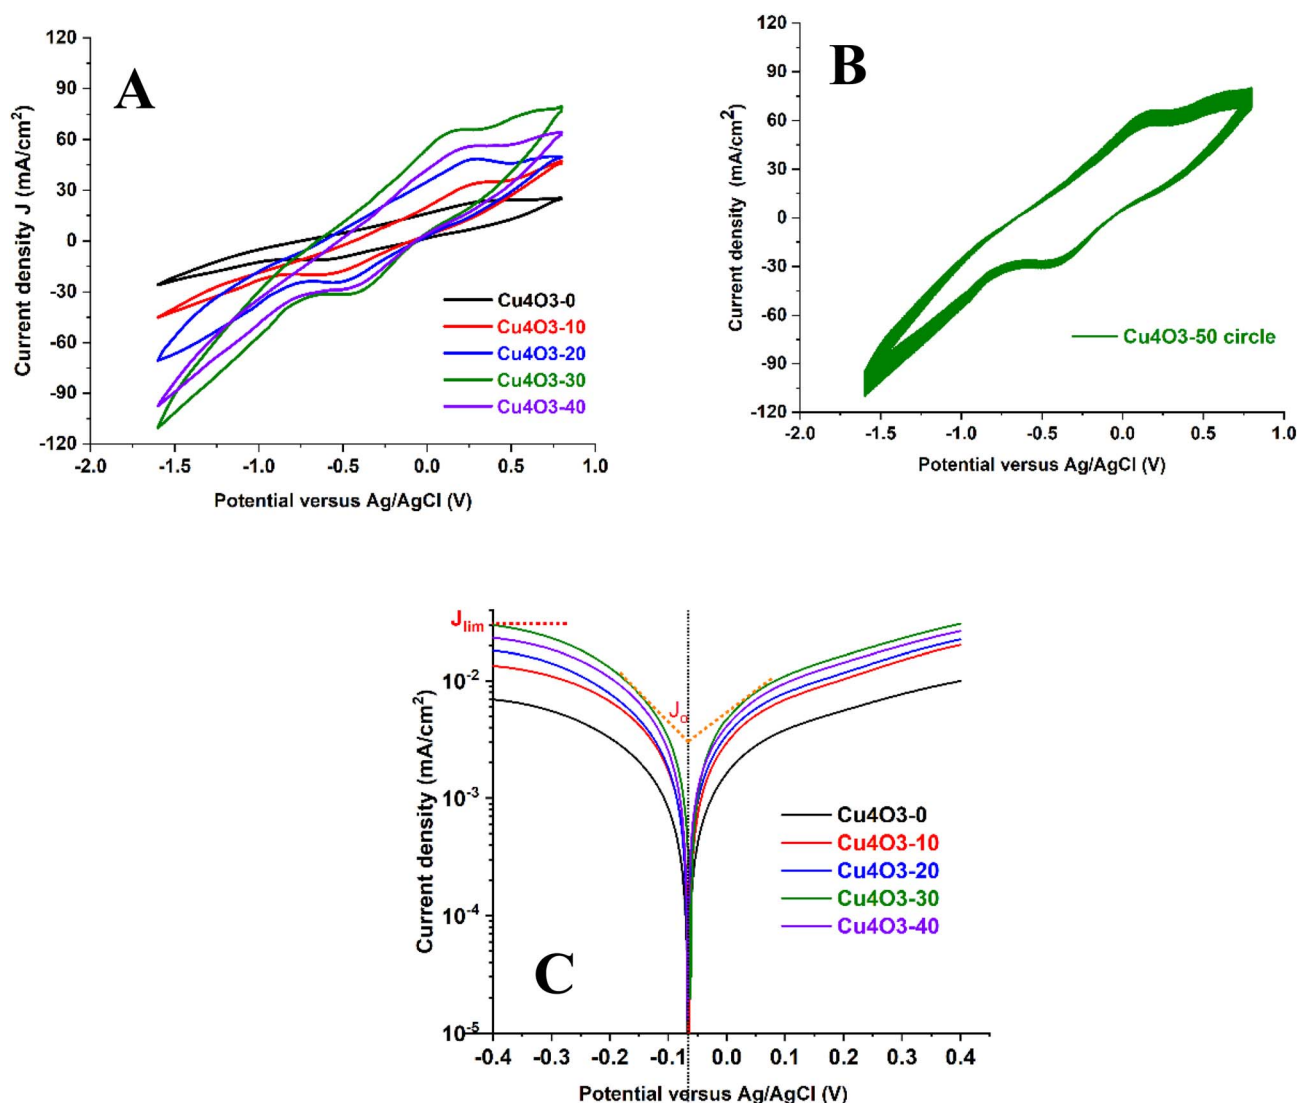 A
Current density J (mA/cm²)
120
90
60
30
0
-30
-60
-90
-120
Cu4O3-0
Cu4O3-10
Cu4O3-20
Cu4O3-30
Cu4O3-40
-2.0 -1.5 -1.0 -0.5 0.0 0.5 1.0
Potential versus Ag/AgCl (V)
B
Current density (mA/cm²)
120
90
60
30
0
-30
-60
-90
-120
Cu4O3-50 circle
-2.0 -1.5 -1.0 -0.5 0.0 0.5 1.0
Potential versus Ag/AgCl (V)
Current density (mA/cm²)
Jlim
10⁻²
Jo
10⁻³
Cu4O3-0
Cu4O3-10
Cu4O3-20
Cu4O3-30
Cu4O3-40
10⁻⁴
C
10⁻⁵
-0.4 -0.3 -0.2 -0.1 0.0 0.1 0.2 0.3 0.4
Potential versus Ag/AgCl (V)